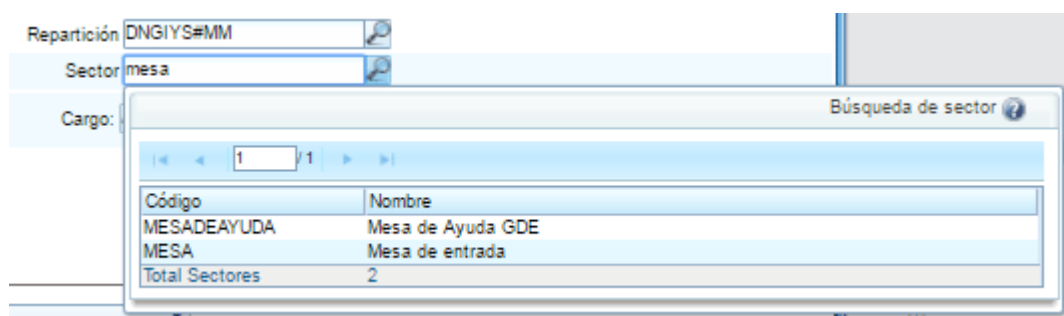 Repartición DNGIYS#MM
Sector mesa
Cargo:
Búsqueda de sector
1 / 1
Código Nombre
MESADEAYUDA Mesa de Ayuda GDE
MESA Mesa de entrada
Total Sectores 2